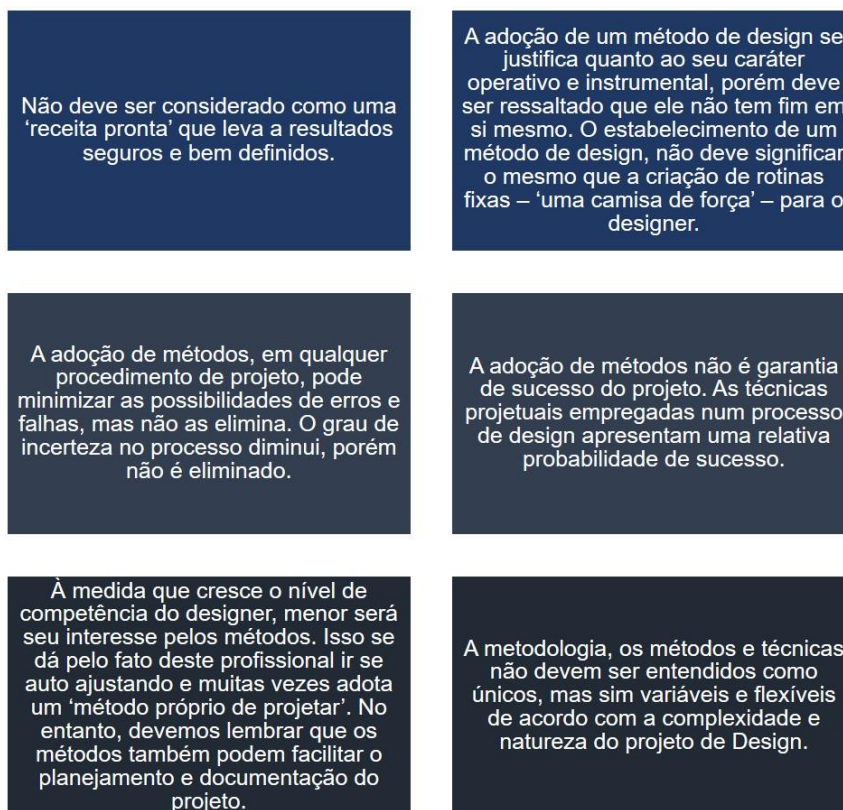 Não deve ser considerado como uma
‘receita pronta’ que leva a resultados
seguros e bem definidos.
A adoção de um método de design se
justifica quanto ao seu caráter
operativo e instrumental, porém deve
ser ressaltado que ele não tem fim em
si mesmo. O estabelecimento de um
método de design, não deve significar
o mesmo que a criação de rotinas
fixas – ‘uma camisa de força’ – para o
designer.
A adoção de métodos, em qualquer
procedimento de projeto, pode
minimizar as possibilidades de erros e
falhas, mas não as elimina. O grau de
incerteza no processo diminui, porém
não é eliminado.
A adoção de métodos não é garantia
de sucesso do projeto. As técnicas
projetuais empregadas num processo
de design apresentam uma relativa
probabilidade de sucesso.
À medida que cresce o nível de
competência do designer, menor será
seu interesse pelos métodos. Isso se
dá pelo fato deste profissional ir se
auto ajustando e muitas vezes adota
um ‘método próprio de projetar’. No
entanto, devemos lembrar que os
métodos também podem facilitar o
planejamento e documentação do
projeto.
A metodologia, os métodos e técnicas
não devem ser entendidos como
únicos, mas sim variáveis e flexíveis
de acordo com a complexidade e
natureza do projeto de Design.